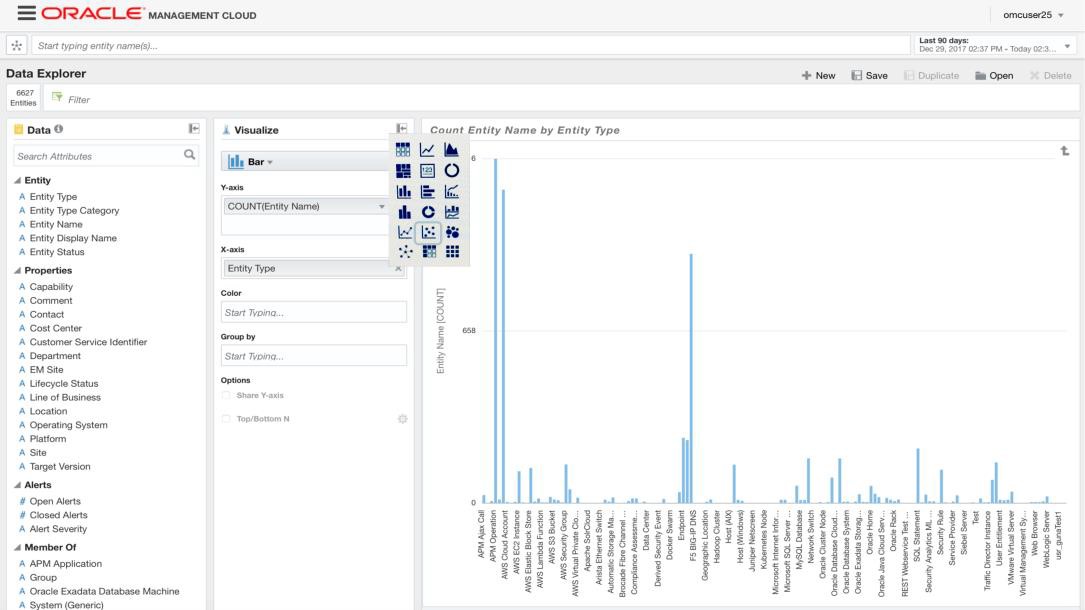 ORACLE MANAGEMENT CLOUD
omcuser25
Start typing entity name(s)...
Last 90 days:
Dec 29, 2017 02:37 PM - Today 02:3...
Data Explorer
New
Save
Duplicate
Open
Delete
6627
Entities
Filter
Data
Search Attributes
Entity
A Entity Type
A Entity Type Category
A Entity Name
A Entity Display Name
A Entity Status
Properties
A Capability
A Comment
A Contact
A Cost Center
A Customer Service Identifier
A Department
A EM Site
A Lifecycle Status
A Line of Business
A Location
A Operating System
A Platform
A Site
A Target Version
Alerts
# Open Alerts
# Closed Alerts
A Alert Severity
Member Of
A APM Application
A Group
A Oracle Exadata Database Machine
A System (Generic)
Visualize
Bar
Y-axis
COUNT(Entity Name)
X-axis
Entity Type
Color
Start Typing...
Group by
Start Typing...
Options
Share Y-axis
Top/Bottom N
123
Count Entity Name by Entity Type
6
658
0
Entity Name [COUNT]
APM Ajax Call
APM Operation
AWS Cloud Account
AWS EC2 Instance
AWS Elastic Block Store
AWS Lambda Function
AWS S3 Bucket
AWS Security Group
AWS Virtual Private Clo...
Apache SolrCloud
Arista Ethernet Switch
Automatic Storage Ma...
Brocade Fibre Channel ...
Compliance Assessme...
Data Center
Derived Security Event
Docker Swarm
Endpoint
F5 BIG-IP DNS
Geographic Location
Hadoop Cluster
Host (AIX)
Host (Windows)
Juniper Netscreen
Kubernetes Node
Microsoft Internet Infor...
Microsoft SQL Server ...
MySQL Database
Network Switch
Oracle Cluster Node
Oracle Database Cloud...
Oracle Database System
Oracle Exadata Storag...
Oracle Home
Oracle Java Cloud Serv...
Oracle Rack
REST Webservice Test ...
SQL Statement
Security Analytics ML ...
Security Rule
Service Provider
Siebel Server
Test
Traffic Director Instance
User Entitlement
VMware Virtual Server
Virtual Management Sy...
Web Browser
WebLogic Server
usr_gunaTest1